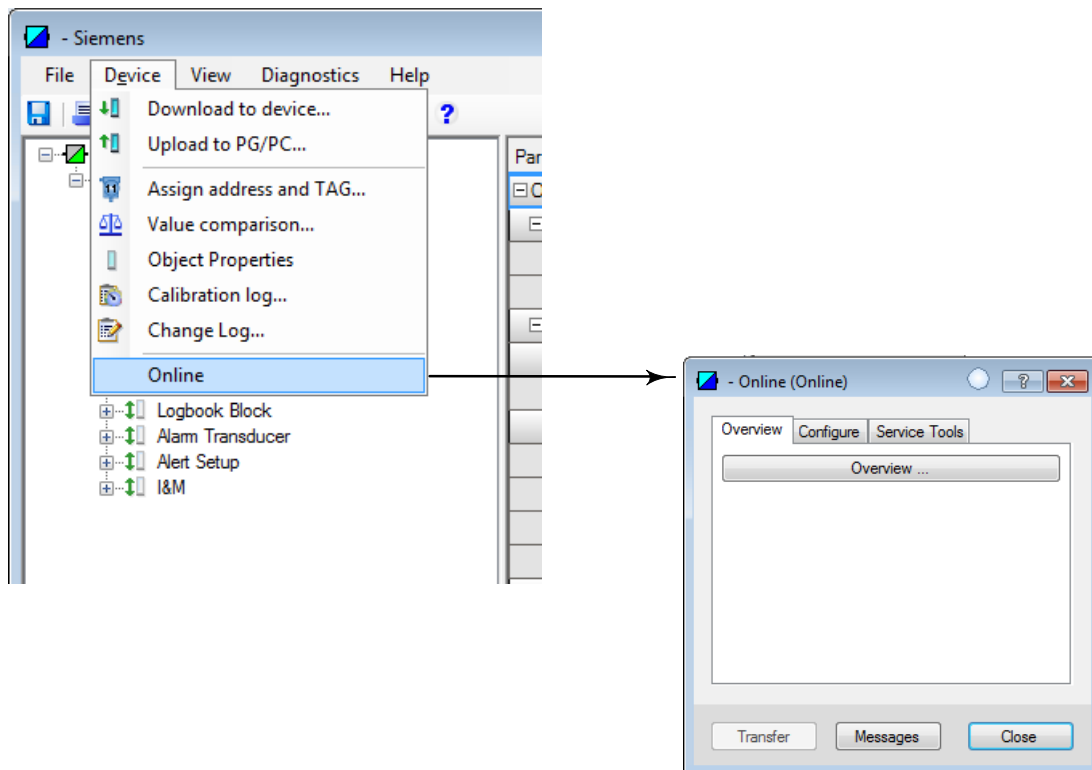 - Siemens
File Device View Diagnostics Help
Download to device...
?
Upload to PG/PC...
Assign address and TAG...
Value comparison...
Object Properties
Calibration log...
Change Log...
Online
Logbook Block
Alarm Transducer
Alert Setup
I&M
Par
- Online (Online)
?
Overview Configure Service Tools
Overview ...
Transfer Messages Close